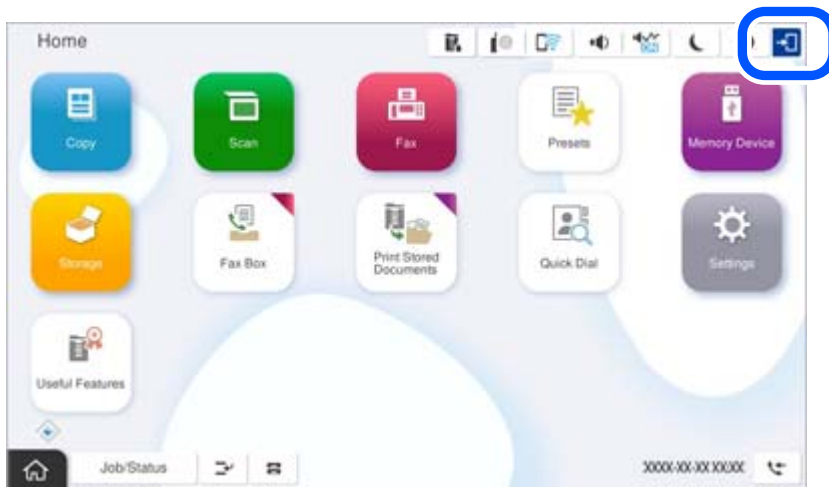 Home
Copy
Scan
Fax
Presets
Memory Device
Storage
Fax Box
Print Stored
Documents
Quick Dial
Settings
Useful Features
Job/Status
XXXX-XX-XX XX:XX